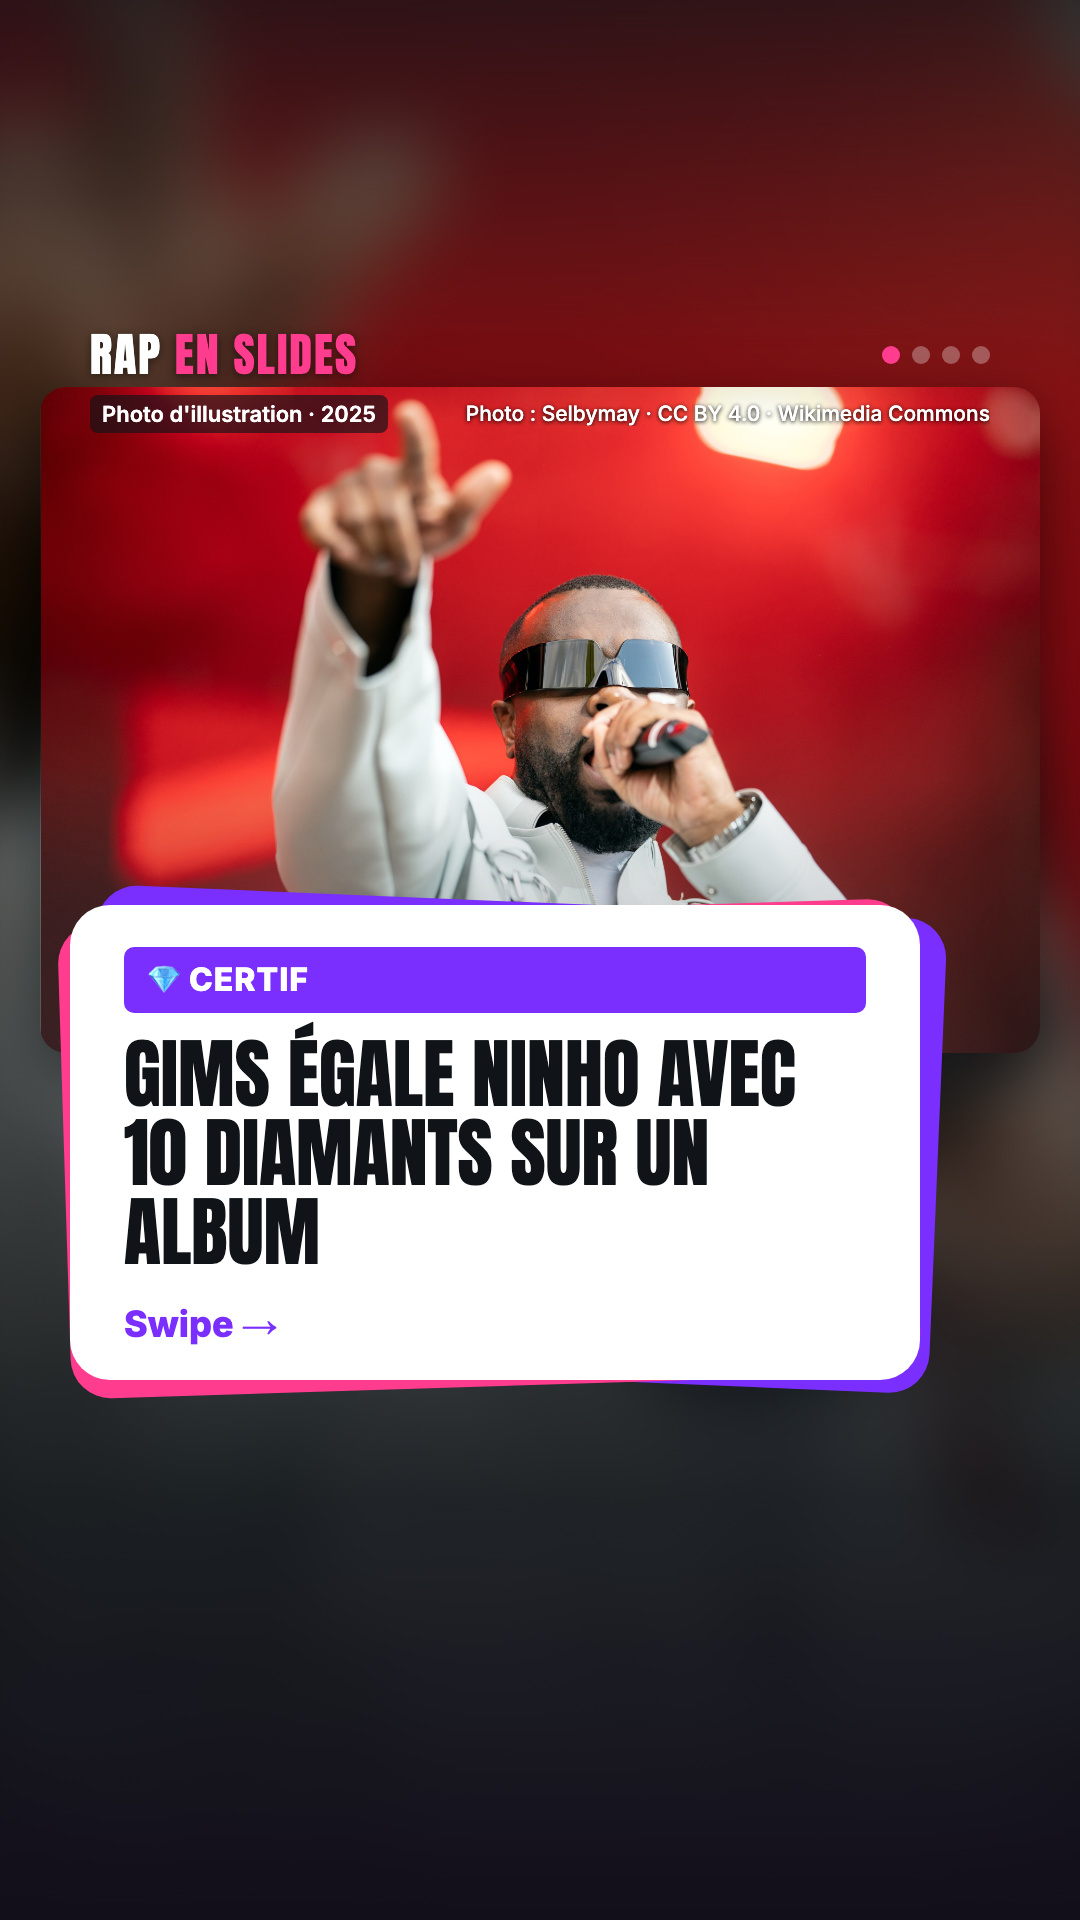 RAP EN SLIDES
Photo d'illustration · 2025
Photo : Selbymay · CC BY 4.0 · Wikimedia Commons
💎 CERTIF
GIMS ÉGALE NINHO AVEC
10 DIAMANTS SUR UN
ALBUM
Swipe →